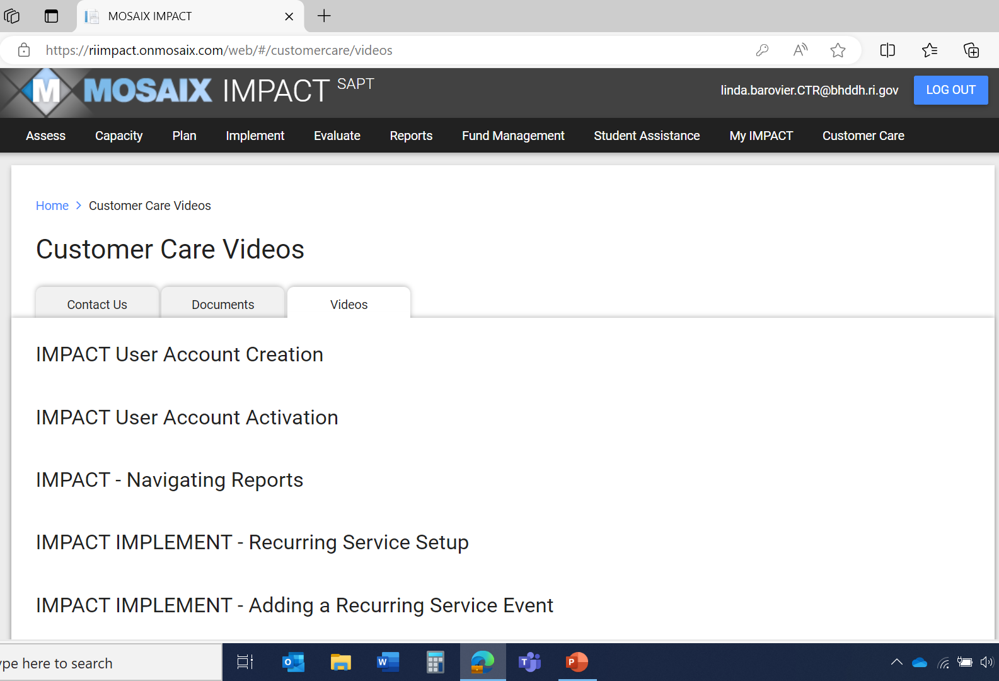 MOSAIX IMPACT
https://riimpact.onmosaix.com/web/#/customercare/videos
M MOSAIX IMPACT SAPT
linda.barovier.CTR@bhddh.ri.gov LOG OUT
Assess Capacity Plan Implement Evaluate Reports Fund Management Student Assistance My IMPACT Customer Care
Home > Customer Care Videos
Customer Care Videos
Contact Us Documents Videos
IMPACT User Account Creation
IMPACT User Account Activation
IMPACT - Navigating Reports
IMPACT IMPLEMENT - Recurring Service Setup
IMPACT IMPLEMENT - Adding a Recurring Service Event
ype here to search